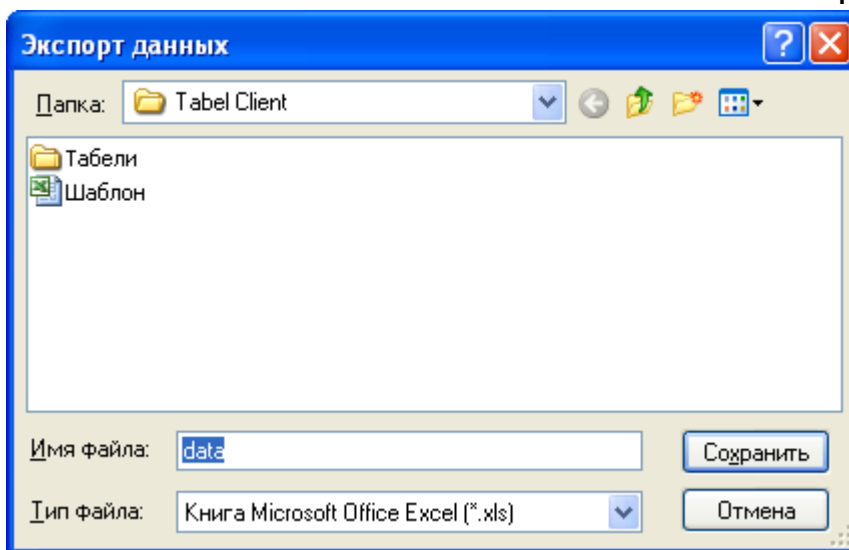 Экспорт данных
Папка: Tabel Client
Табели
Шаблон
Имя файла: data Сохранить
Тип файла: Книга Microsoft Office Excel (*.xls) Отмена